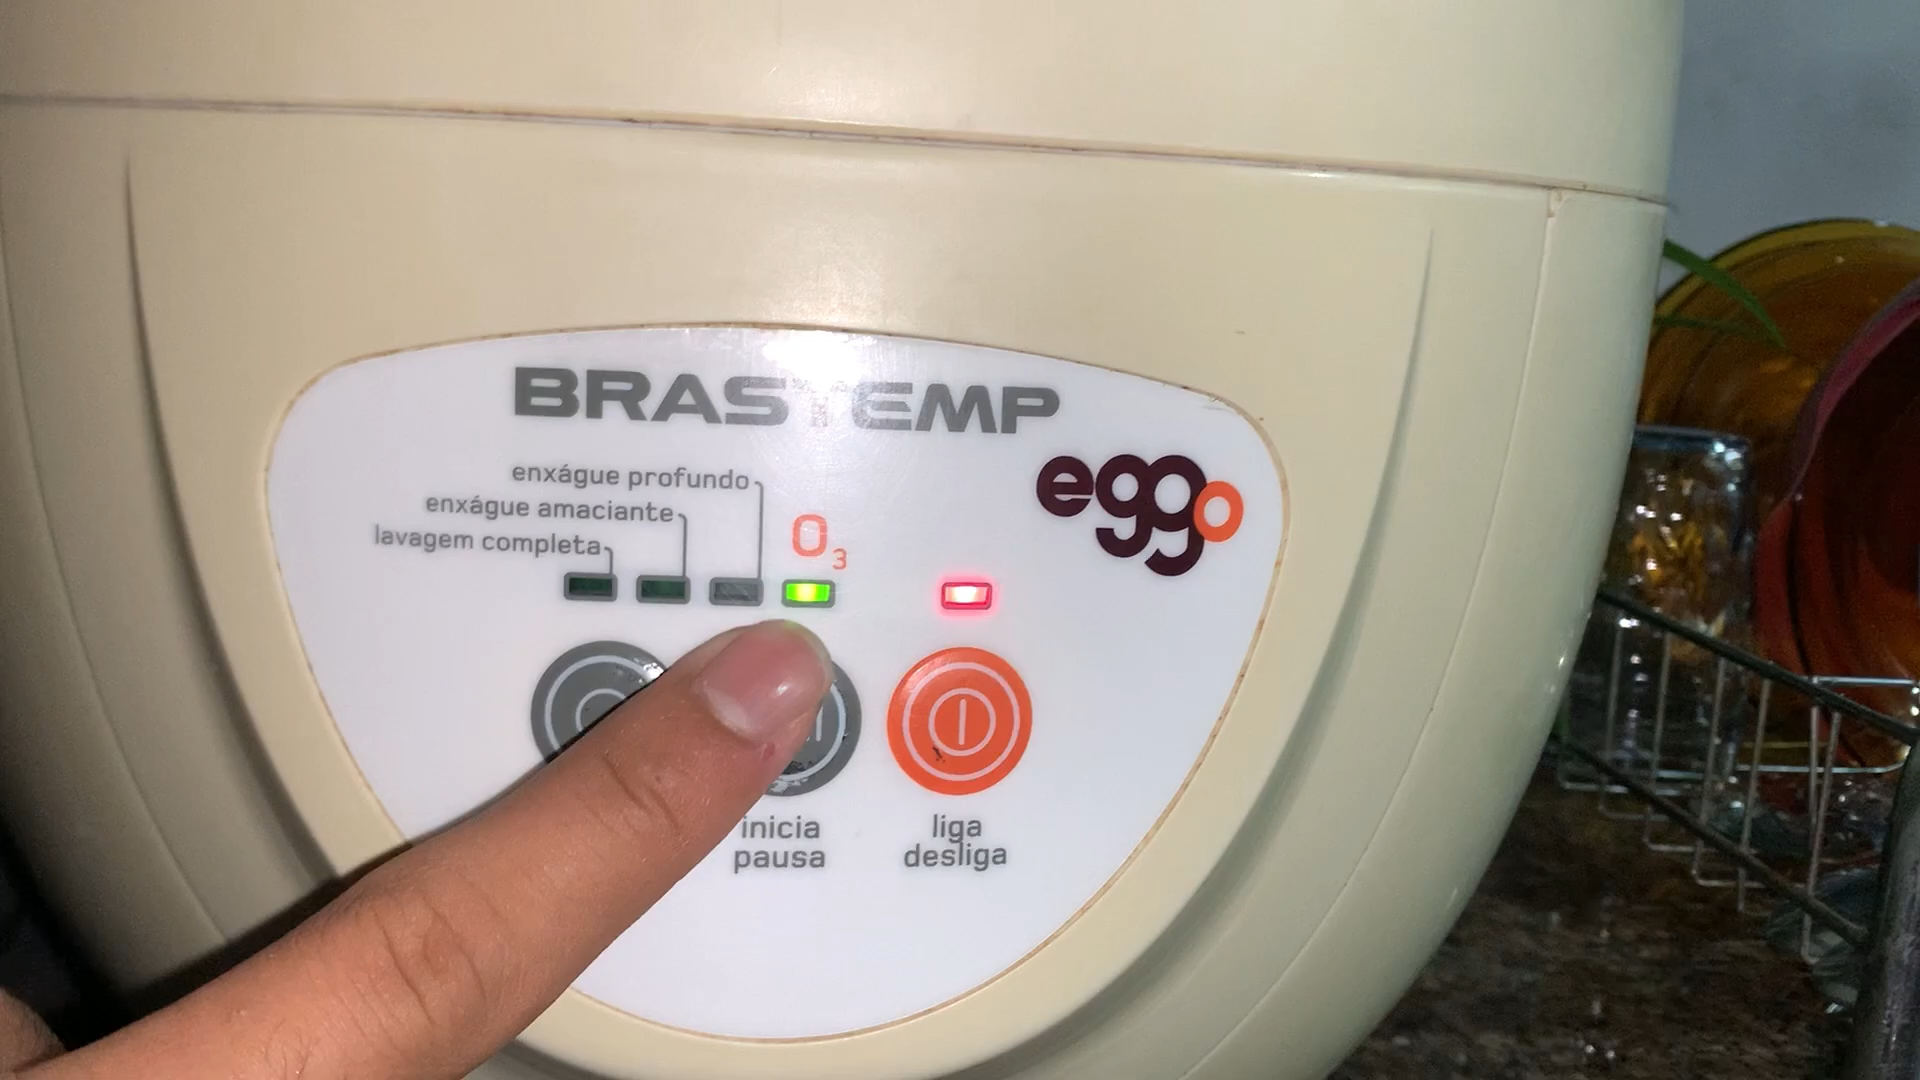 BRASTEMP
eggo
enxágue profundo
enxágue amaciante
lavagem completa
O3
inicia
pausa
liga
desliga